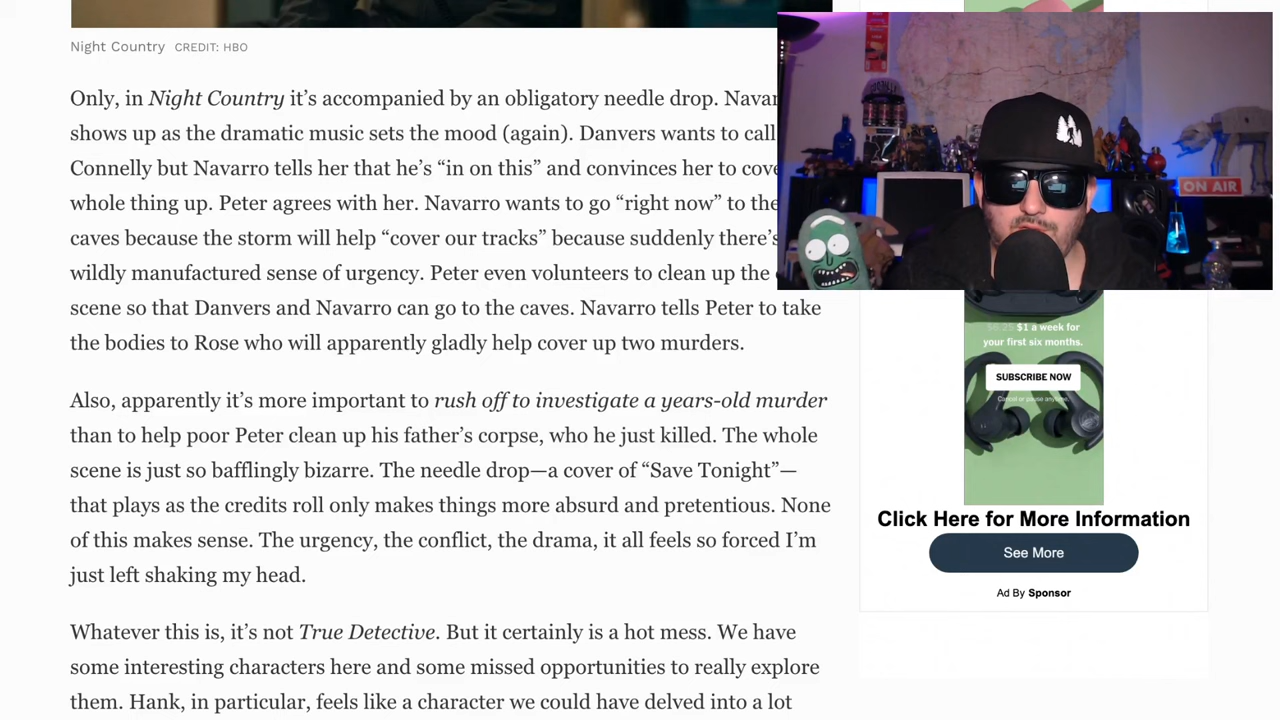 Night Country CREDIT: HBO
Only, in Night Country it’s accompanied by an obligatory needle drop.
shows up as the dramatic music sets the mood (again). Danvers wants to call
Connelly but Navarro tells her that he’s “in on this” and convinces her to
whole thing up. Peter agrees with her. Navarro wants to go “right now” to the
caves because the storm will help “cover our tracks” because suddenly there’s
wildly manufactured sense of urgency. Peter even volunteers to clean up the
scene so that Danvers and Navarro can go to the caves. Navarro tells Peter to take
the bodies to Rose who will apparently gladly help cover up two murders.
Also, apparently it’s more important to rush off to investigate a years-old murder
than to help poor Peter clean up his father’s corpse, who he just killed. The whole
scene is just so bafflingly bizarre. The needle drop—a cover of “Save Tonight”—
that plays as the credits roll only makes things more absurd and pretentious. None
of this makes sense. The urgency, the conflict, the drama, it all feels so forced I’m
just left shaking my head.
Whatever this is, it’s not True Detective. But it certainly is a hot mess. We have
some interesting characters here and some missed opportunities to really explore
them. Hank, in particular, feels like a character we could have delved into a lot
ON AIR
$6.25 $1 a week for
your first six months.
SUBSCRIBE NOW
Cancel or pause anytime.
Click Here for More Information
See More
Ad By Sponsor